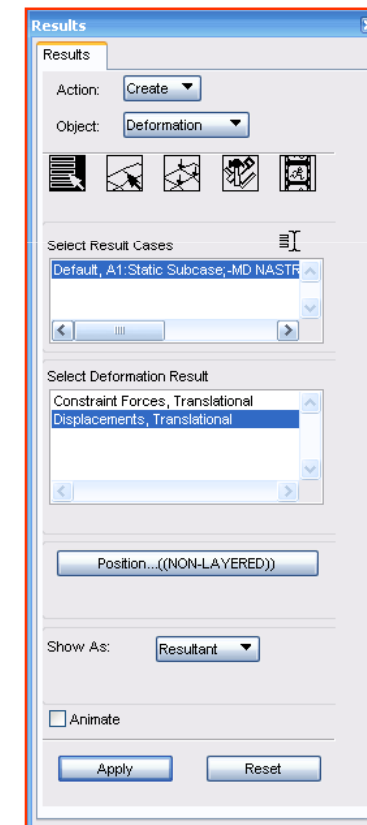 Results
Results
Action: Create
Object: Deformation
Select Result Cases
Default, A1:Static Subcase;-MD NASTR
Select Deformation Result
Constraint Forces, Translational
Displacements, Translational
Position...((NON-LAYERED))
Show As: Resultant
Animate
Apply Reset